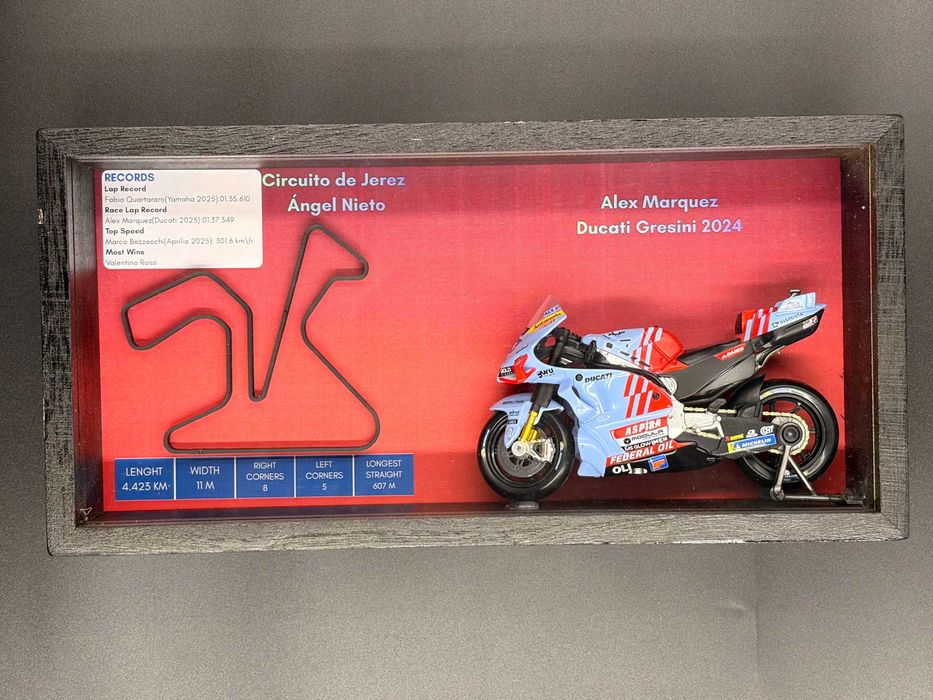 RECORDS
Lap Record
Fabio Quartararo(Yamaha 2025):01.35.610
Race Lap Record
Alex Marquez(Ducati 2025):01.37.349
Top Speed
Marco Bezzecchi(Aprilia 2025): 301.6 km\h
Most Wins
Valentino Rossi
Circuito de Jerez
Ángel Nieto
Alex Marquez
Ducati Gresini 2024
LENGHT
4.423 KM
WIDTH
11 M
RIGHT
CORNERS
8
LEFT
CORNERS
5
LONGEST
STRAIGHT
607 M
DUCATI
ASPIRA
FEDERAL OIL
MICHELIN